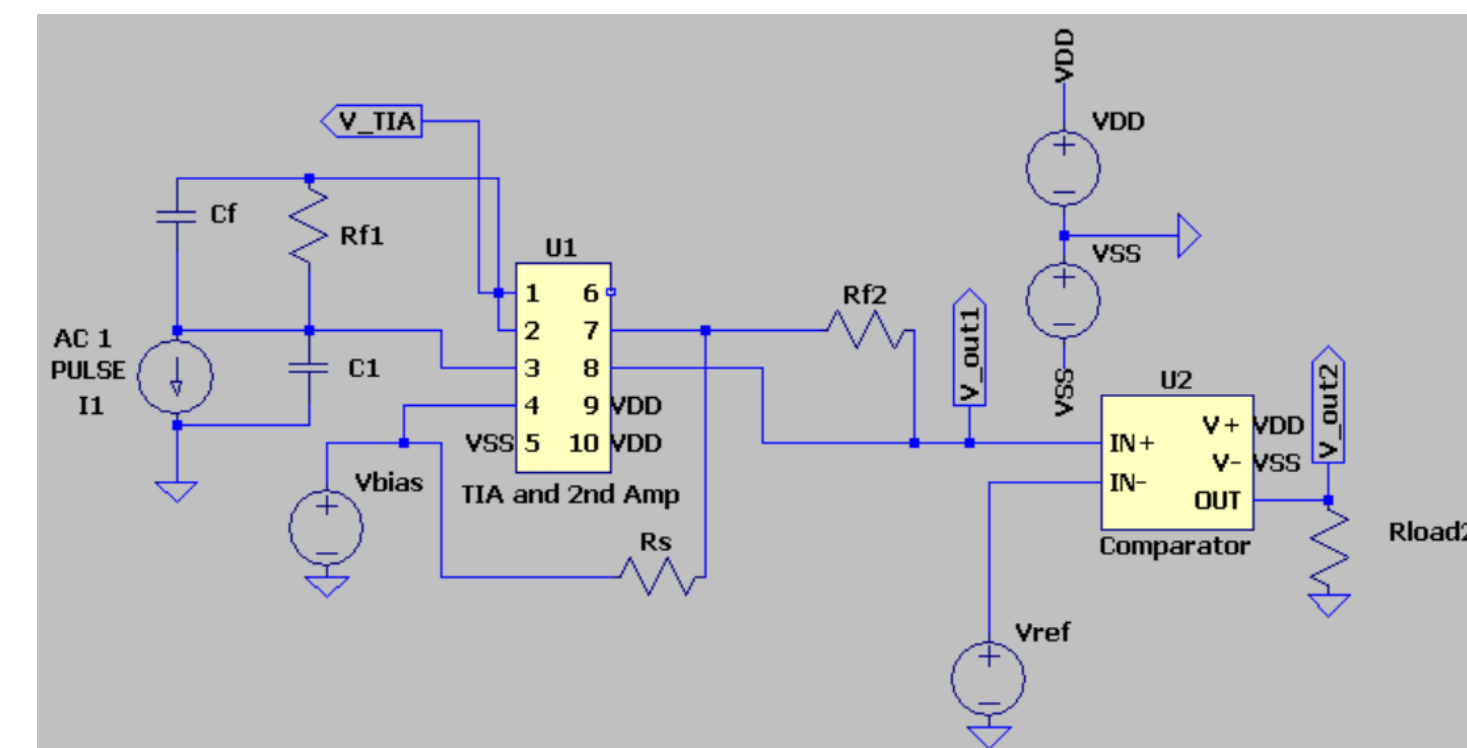 VDD
V_TIA
VDD
Cf
Rf1
U1
VSS
1 6
Rf2
2 7
V_out1
AC 1
PULSE
I1
C1
3 8
VSS
U2
V_out2
4 9 VDD
VSS 5 10 VDD
V+ VDD
IN+
V- VSS
IN-
OUT
Vbias
TIA and 2nd Amp
Rs
Comparator
Rload2
Vref